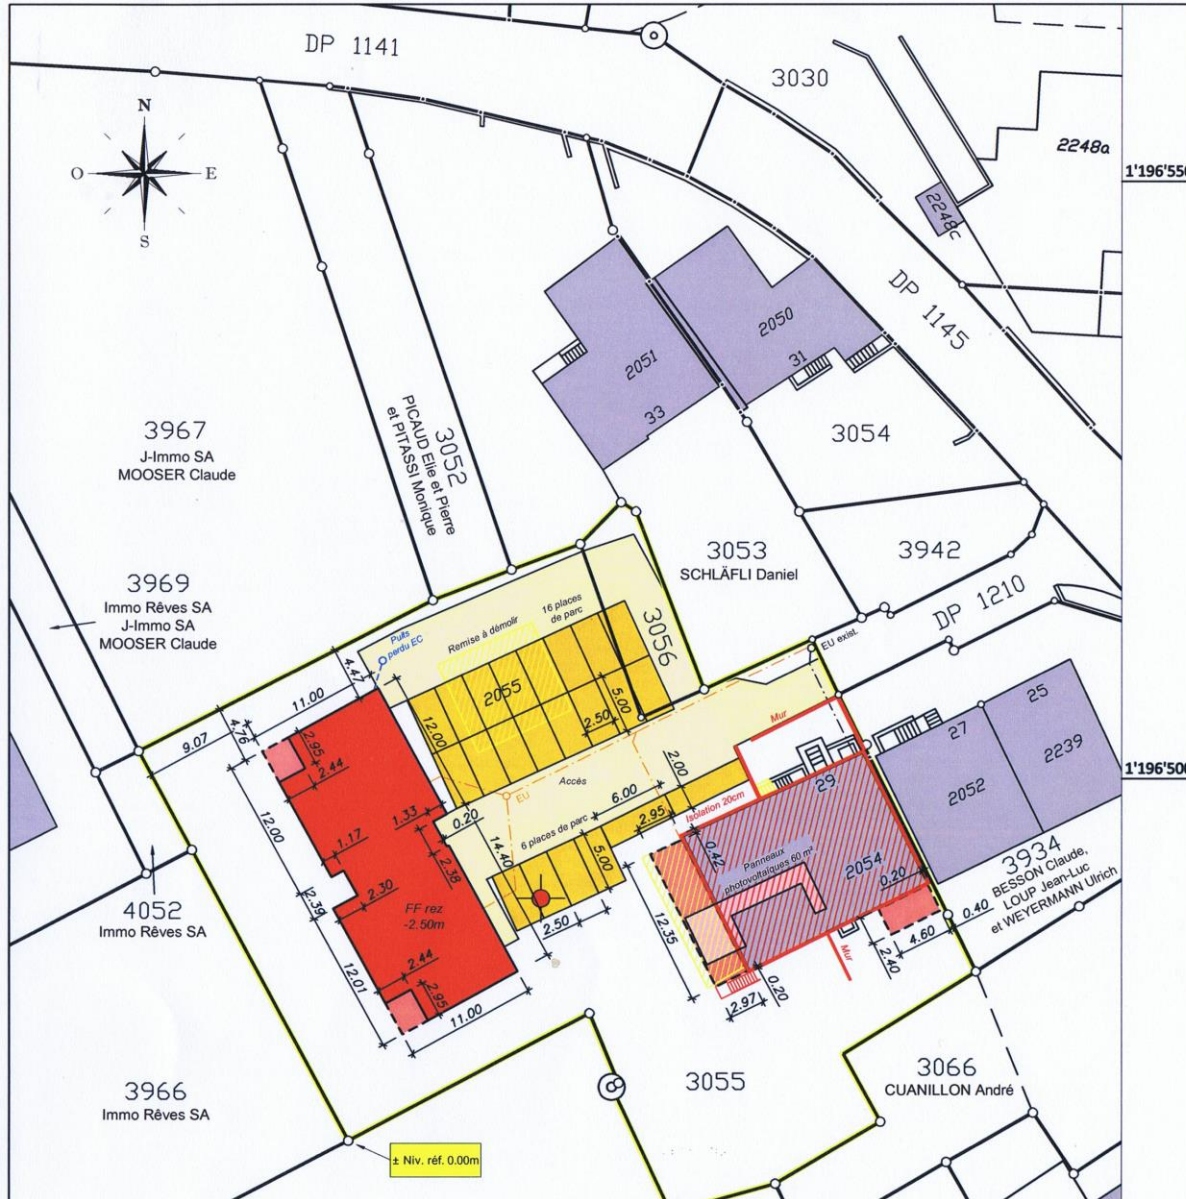 DP 1141
3030
2248a
1'196'550
N
O
E
S
2248c
DP 1145
2050
31
2051
33
3054
3967
J-Immo SA
MOOSER Claude
3052
PICAUD Elie et Pierre
et PITASSI Monique
3053
SCHLÄFLI Daniel
3942
DP 1210
3969
Immo Rêves SA
J-Immo SA
MOOSER Claude
Puits
perdu EC
Remise à démolir
16 places
de parc
3056
EU exist.
4.47
11.00
2055
5.00
2.50
12.00
9.07
4.76
2.95
2.44
Mur
25
27
2239
2052
1'196'500
Accès
2.00
EU
6.00
29
Isolation 20cm
12.00
1.33
0.20
6 places de parc
2.95
1.17
2.38
14.40
5.00
0.42
Panneaux
photovoltaïques 60 m²
2054
0.20
3934
BESSON Claude,
LOUP Jean-Luc
et WEYERMANN Ulrich
2.30
2.39
FF rez
-2.50m
2.50
12.35
0.40
4.60
2.40
Mur
4052
Immo Rêves SA
12.01
2.44
2.95
11.00
0.20
2.97
3966
Immo Rêves SA
3055
3066
CUANILLON André
8
± Niv. réf. 0.00m